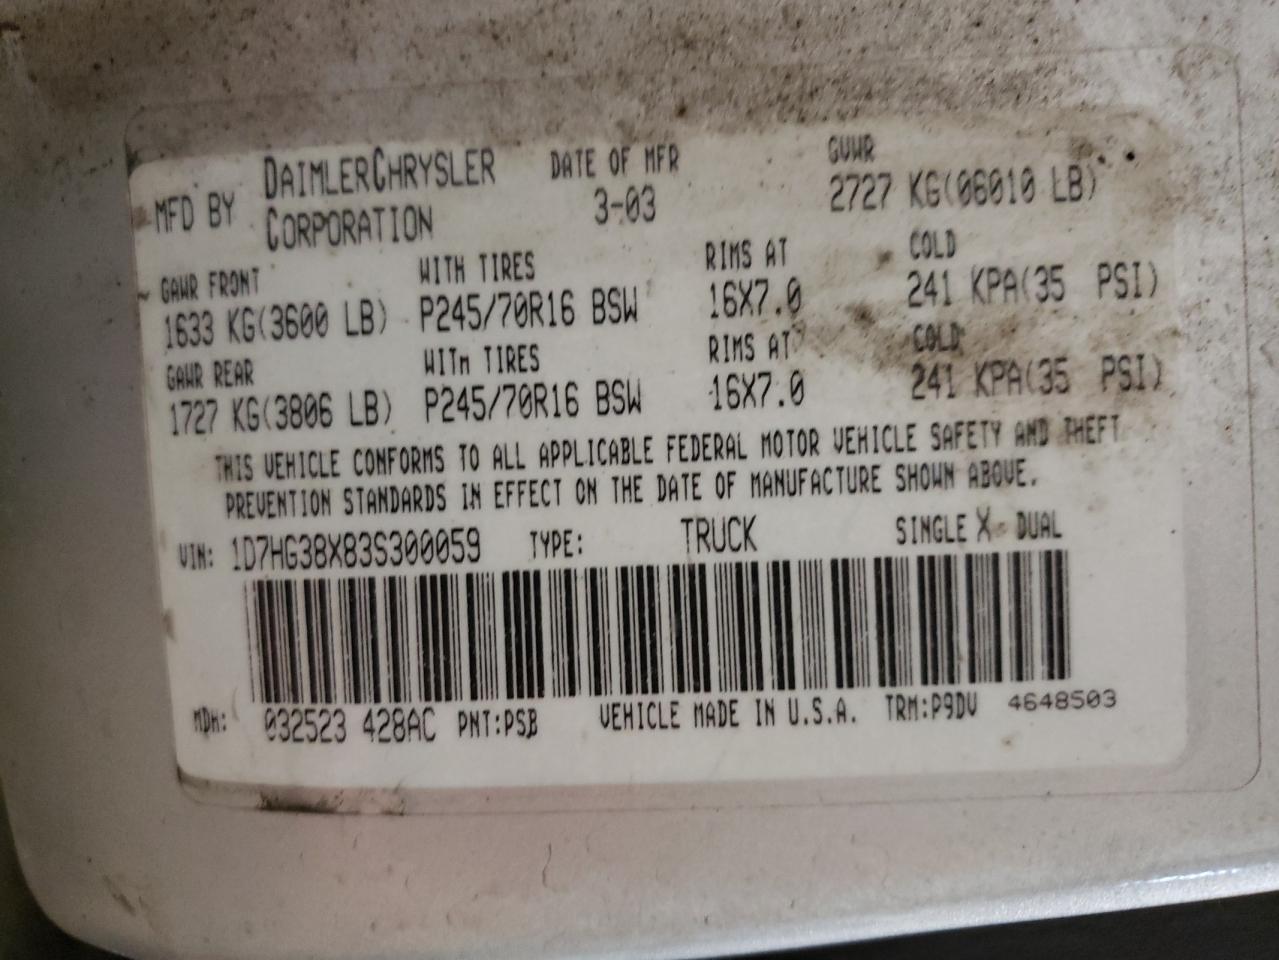 MFD BY DAIMLERCHRYSLER CORPORATION DATE OF MFR 3-03 GVWR 2727 KG(06010 LB)
GAWR FRONT WITH TIRES RIMS AT COLD
1633 KG(3600 LB) P245/70R16 BSW 16X7.0 241 KPA(35 PSI)
GAWR REAR WITH TIRES RIMS AT COLD
1727 KG(3806 LB) P245/70R16 BSW 16X7.0 241 KPA(35 PSI)
THIS VEHICLE CONFORMS TO ALL APPLICABLE FEDERAL MOTOR VEHICLE SAFETY AND THEFT
PREVENTION STANDARDS IN EFFECT ON THE DATE OF MANUFACTURE SHOWN ABOVE.
VIN: 1D7HG38X83S300059 TYPE: TRUCK SINGLE X DUAL
MDH: 032523 428AC PNT:PSB VEHICLE MADE IN U.S.A. TRM:P9DV 4648503